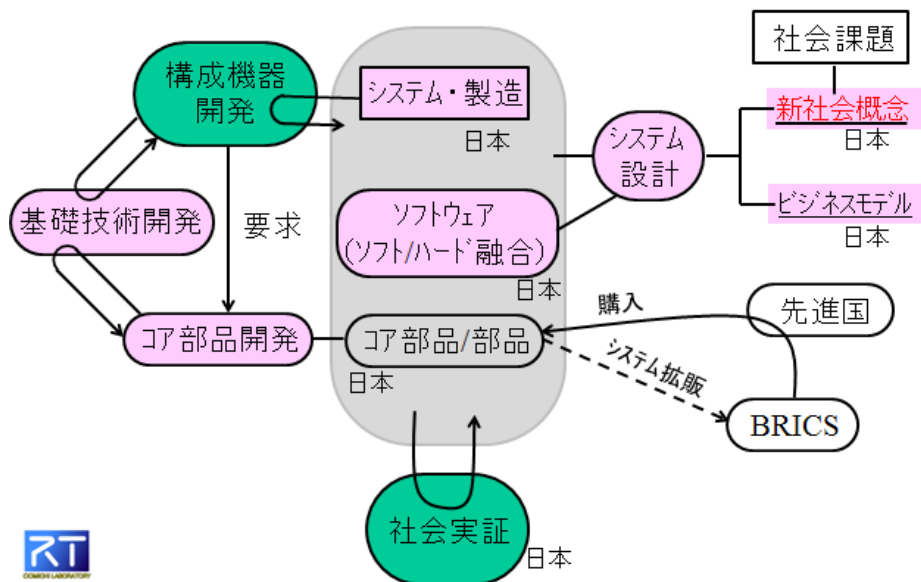 社会課題
構成機器
開発
システム・製造
日本
新社会概念
日本
システム
設計
基礎技術開発
要求
ソフトウェア
(ソフト/ハード融合)
日本
ビジネスモデル
日本
購入
先進国
コア部品開発
コア部品/部品
日本
システム拡販
BRICS
社会実証
日本
RT
OOMICHI LABORATORY